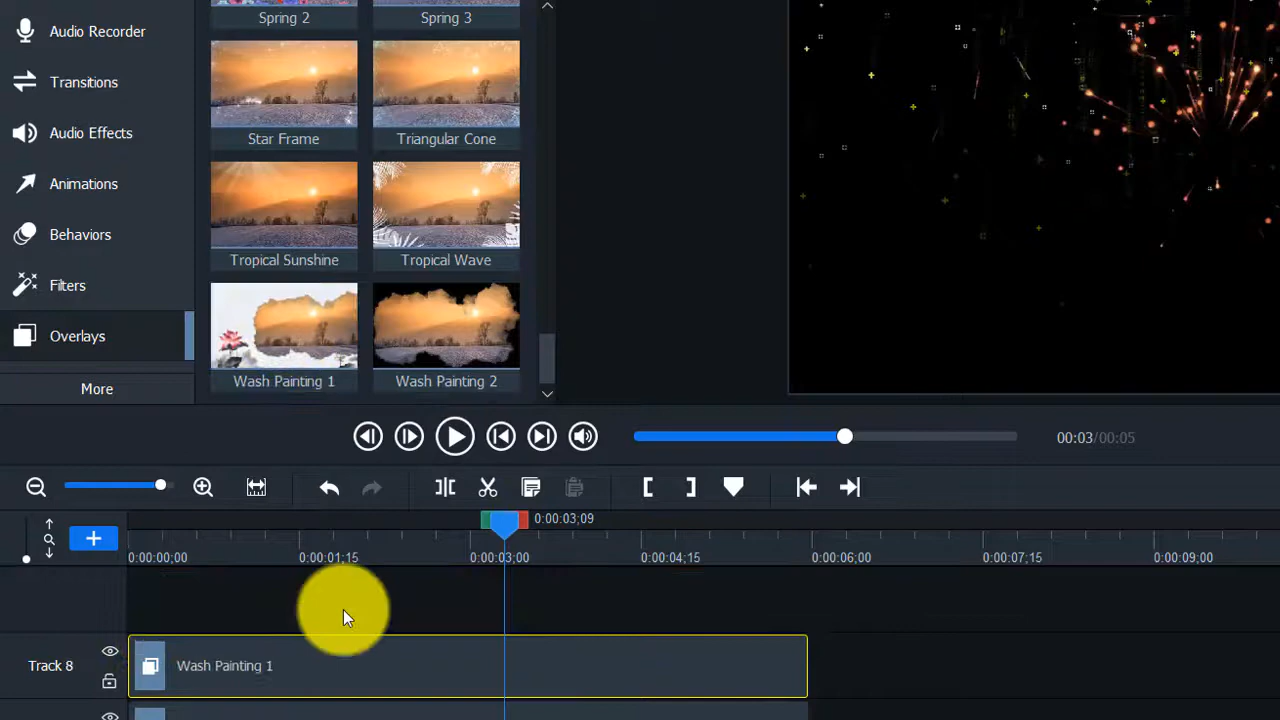 Audio Recorder
Transitions
Audio Effects
Animations
Behaviors
Filters
Overlays
More
Spring 2
Spring 3
Star Frame
Triangular Cone
Tropical Sunshine
Tropical Wave
Wash Painting 1
Wash Painting 2
00:03/00:05
0:00:03;09
0:00:00;00
0:00:01;15
0:00:03;00
0:00:04;15
0:00:06;00
0:00:07;15
0:00:09;00
Track 8
Wash Painting 1